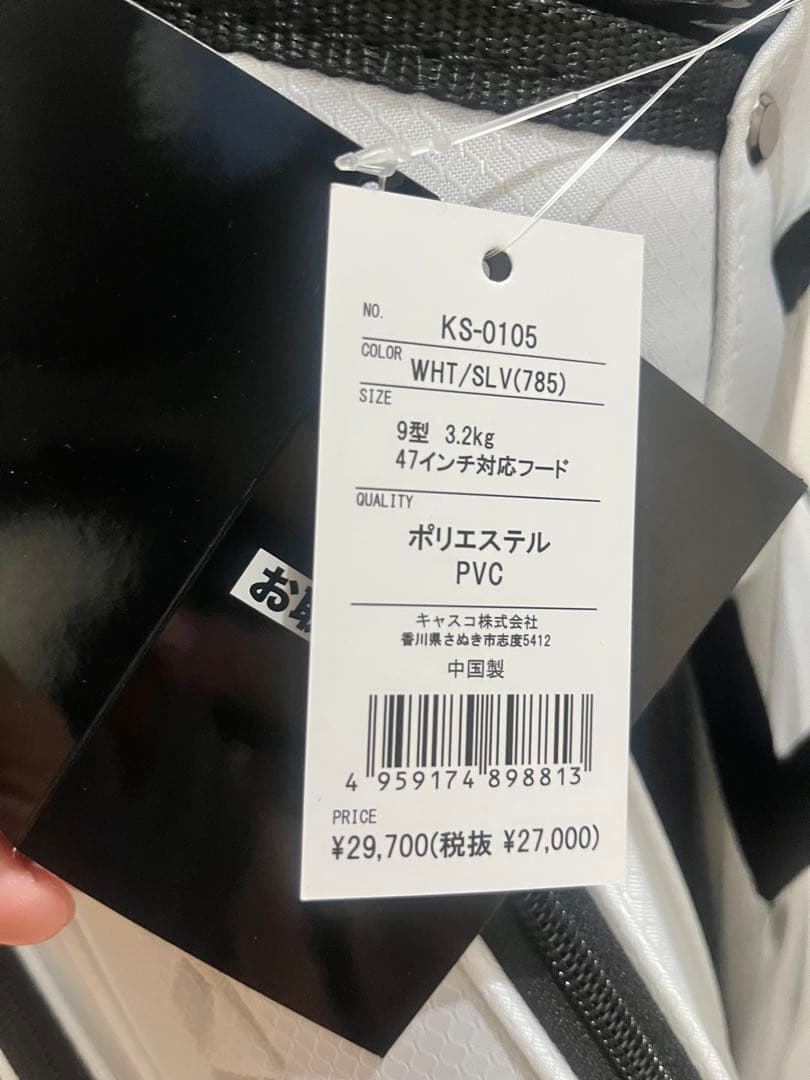 NO.
KS-0105
COLOR
WHT/SLV(785)
SIZE
9型 3.2kg
47インチ対応フード
QUALITY
ポリエステル
PVC
キャスコ株式会社
香川県さぬき市志度5412
中国製
4 959174 898813
PRICE
¥29,700(税抜 ¥27,000)
お取